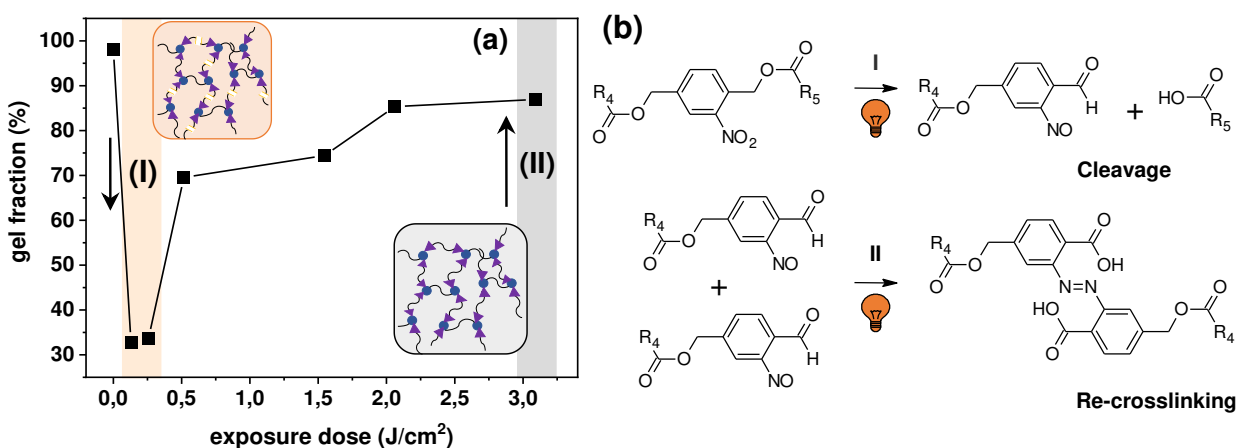 (a)
gel fraction (%)
100
90
80
70
60
50
40
30
(I)
(II)
0,0 0,5 1,0 1,5 2,0 2,5 3,0
exposure dose (J/cm²)
(b)
R4
O
O
NO2
O
O
R5
I
R4
O
O
NO
O
H
+
HO
O
R5
Cleavage
R4
O
O
NO
O
H
+
R4
O
O
NO
O
H
II
R4
O
O
O
OH
N=N
HO
O
O
O
R4
Re-crosslinking